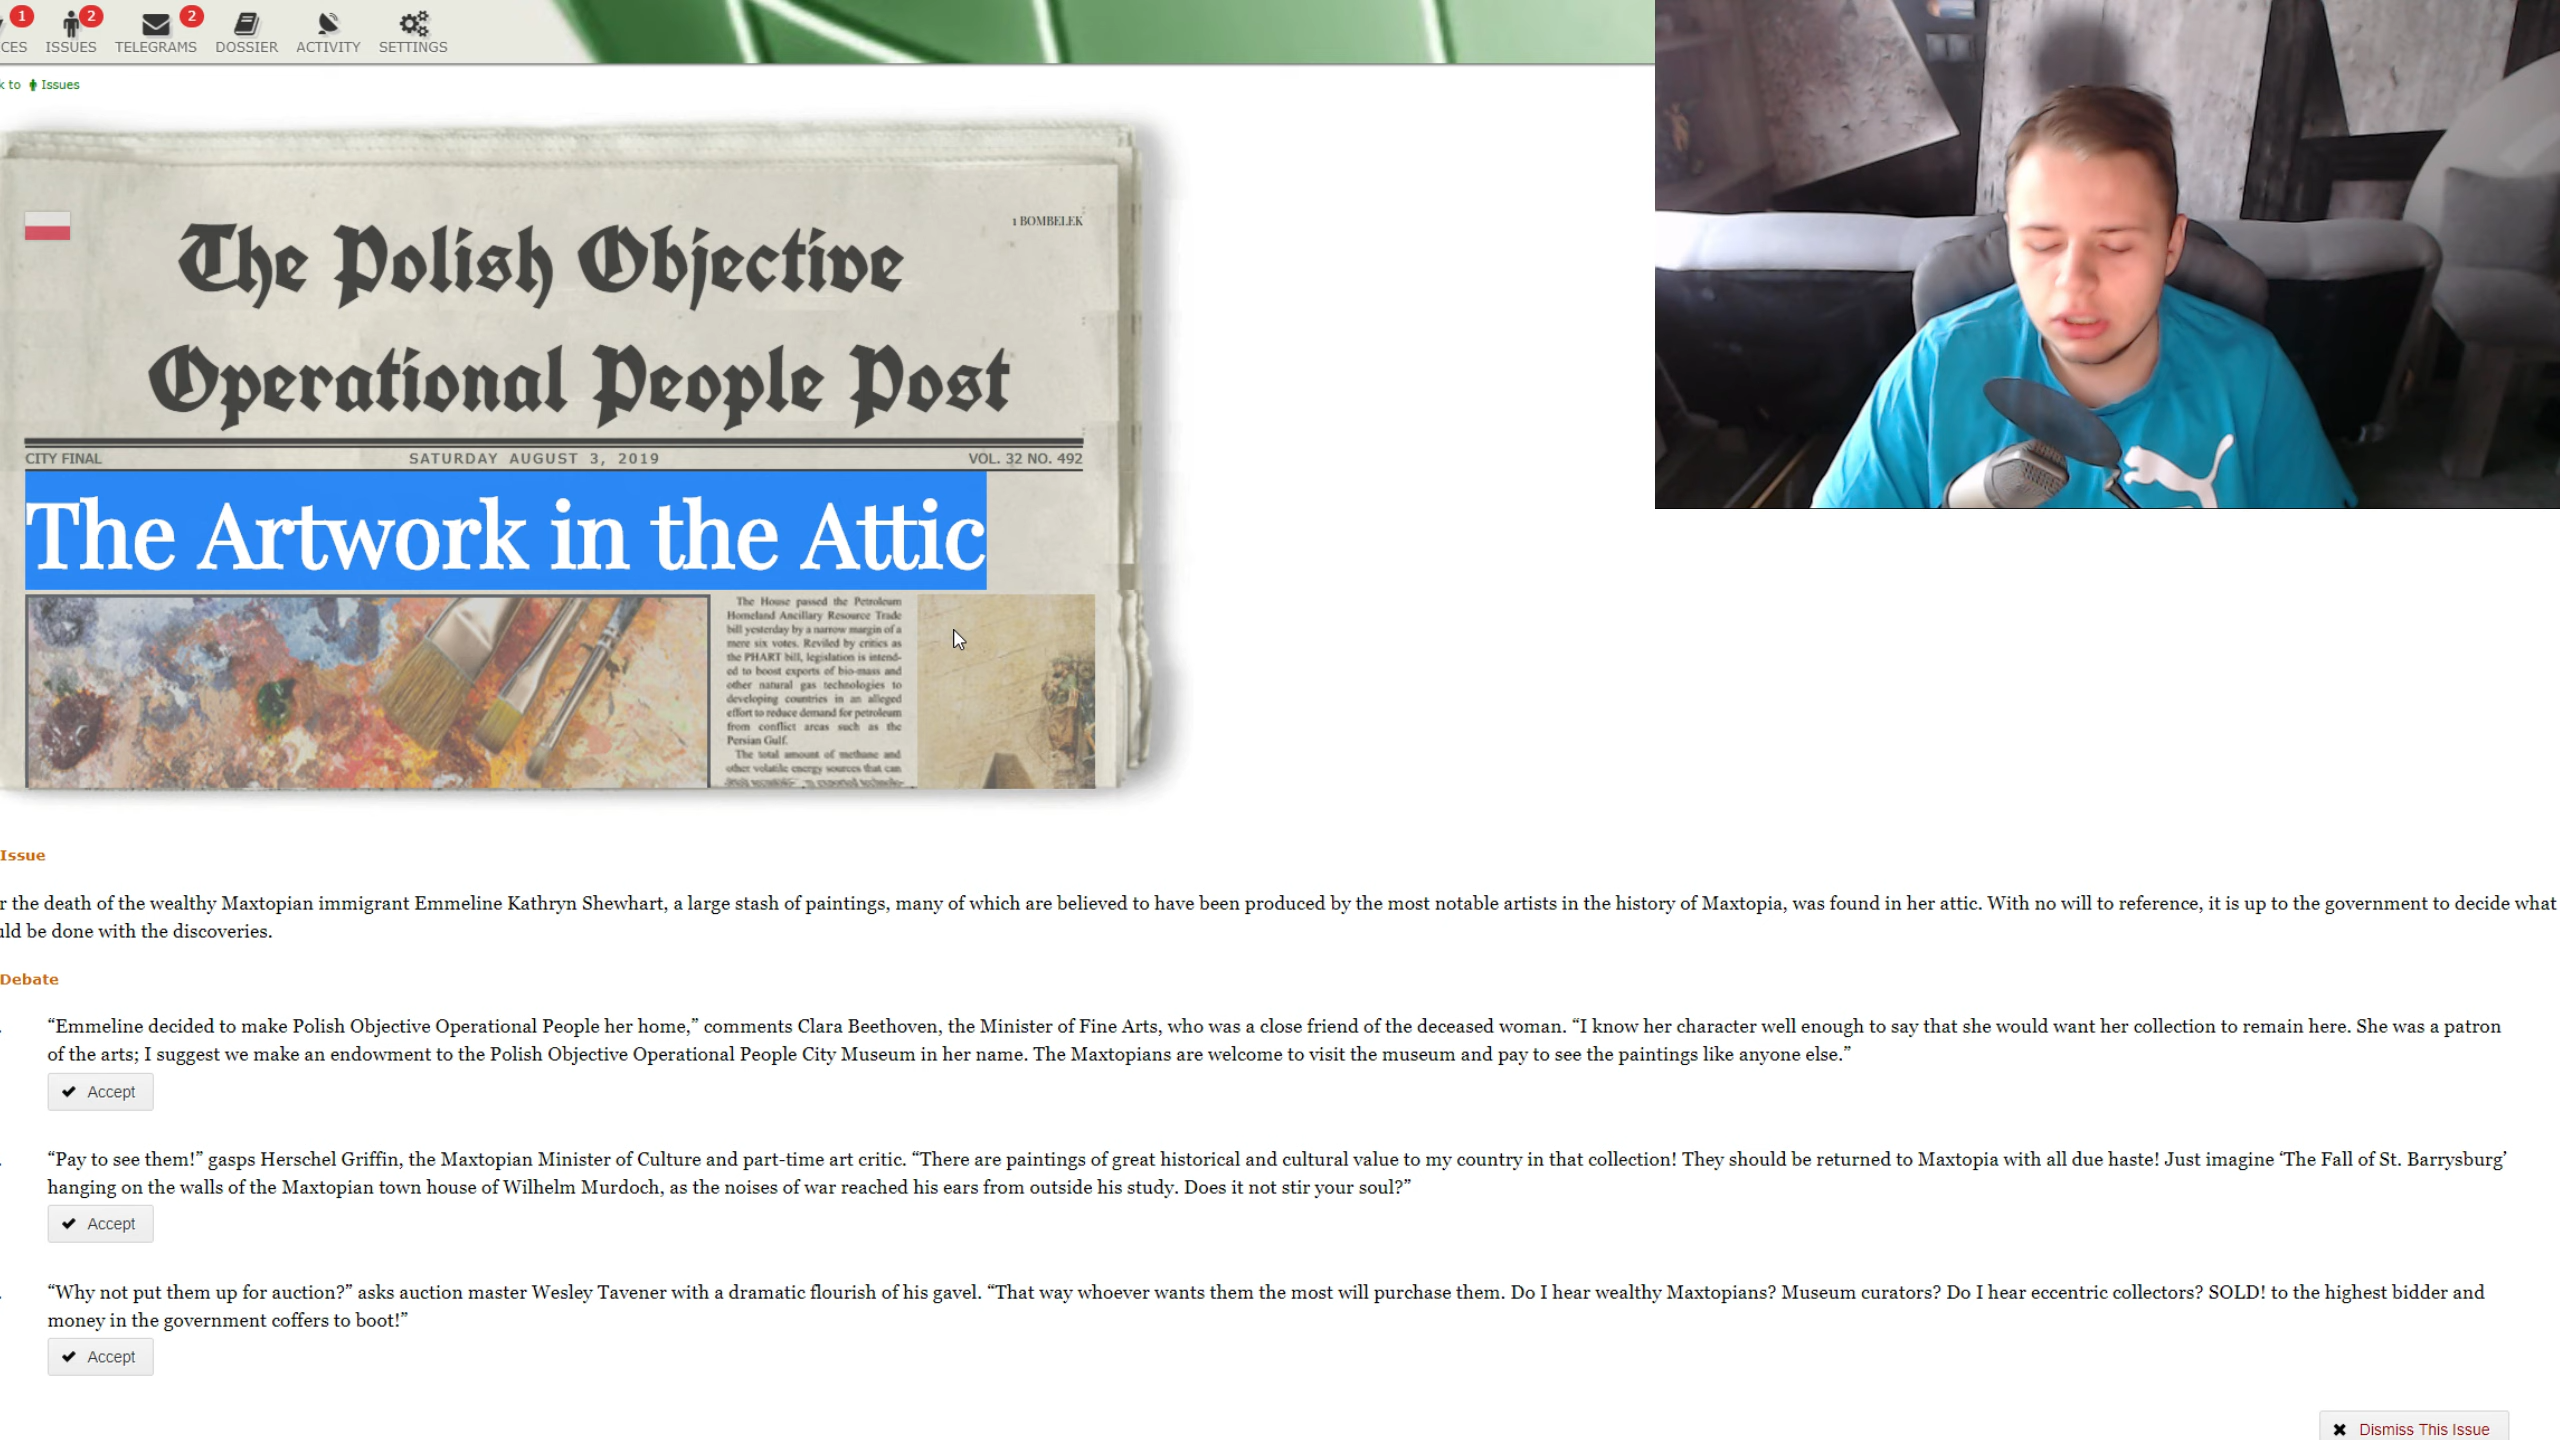 1 2 2
CES ISSUES TELEGRAMS DOSSIER ACTIVITY SETTINGS
k to Issues
1 BOMBELEK
The Polish Objective
Operational People Post
CITY FINAL SATURDAY AUGUST 3, 2019 VOL. 32 NO. 492
The Artwork in the Attic
The House passed the Petroleum
Homeland Ancillary Resource Trade
bill yesterday by a narrow margin of a
mere six votes. Reviled by critics as
the PHART bill, legislation is intend-
ed to boost exports of bio-mass and
other natural gas technologies to
developing countries in an alleged
effort to reduce demand for petroleum
from conflict areas such as the
Persian Gulf.
The total amount of methane and
other volatile energy sources that can
Issue
r the death of the wealthy Maxtopian immigrant Emmeline Kathryn Shewhart, a large stash of paintings, many of which are believed to have been produced by the most notable artists in the history of Maxtopia, was found in her attic. With no will to reference, it is up to the government to decide what
uld be done with the discoveries.
Debate
“Emmeline decided to make Polish Objective Operational People her home,” comments Clara Beethoven, the Minister of Fine Arts, who was a close friend of the deceased woman. “I know her character well enough to say that she would want her collection to remain here. She was a patron
of the arts; I suggest we make an endowment to the Polish Objective Operational People City Museum in her name. The Maxtopians are welcome to visit the museum and pay to see the paintings like anyone else.”
Accept
“Pay to see them!” gasps Herschel Griffin, the Maxtopian Minister of Culture and part-time art critic. “There are paintings of great historical and cultural value to my country in that collection! They should be returned to Maxtopia with all due haste! Just imagine ‘The Fall of St. Barrysburg’
hanging on the walls of the Maxtopian town house of Wilhelm Murdoch, as the noises of war reached his ears from outside his study. Does it not stir your soul?”
Accept
“Why not put them up for auction?” asks auction master Wesley Tavener with a dramatic flourish of his gavel. “That way whoever wants them the most will purchase them. Do I hear wealthy Maxtopians? Museum curators? Do I hear eccentric collectors? SOLD! to the highest bidder and
money in the government coffers to boot!”
Accept
Dismiss This Issue